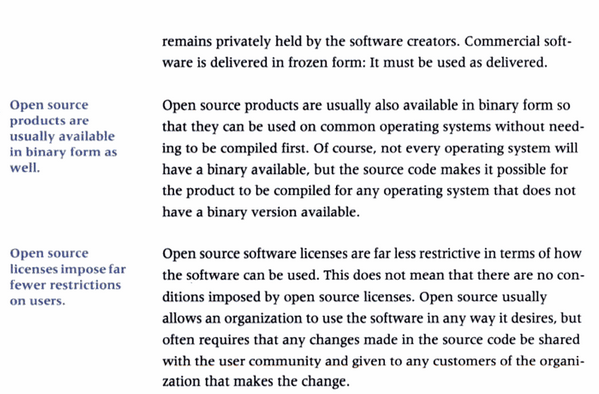 remains privately held by the software creators. Commercial soft-
ware is delivered in frozen form: It must be used as delivered.
Open source
products are
usually available
in binary form as
well.
Open source products are usually also available in binary form so
that they can be used on common operating systems without need-
ing to be compiled first. Of course, not every operating system will
have a binary available, but the source code makes it possible for
the product to be compiled for any operating system that does not
have a binary version available.
Open source
licenses impose far
fewer restrictions
on users.
Open source software licenses are far less restrictive in terms of how
the software can be used. This does not mean that there are no con-
ditions imposed by open source licenses. Open source usually
allows an organization to use the software in any way it desires, but
often requires that any changes made in the source code be shared
with the user community and given to any customers of the organi-
zation that makes the change.